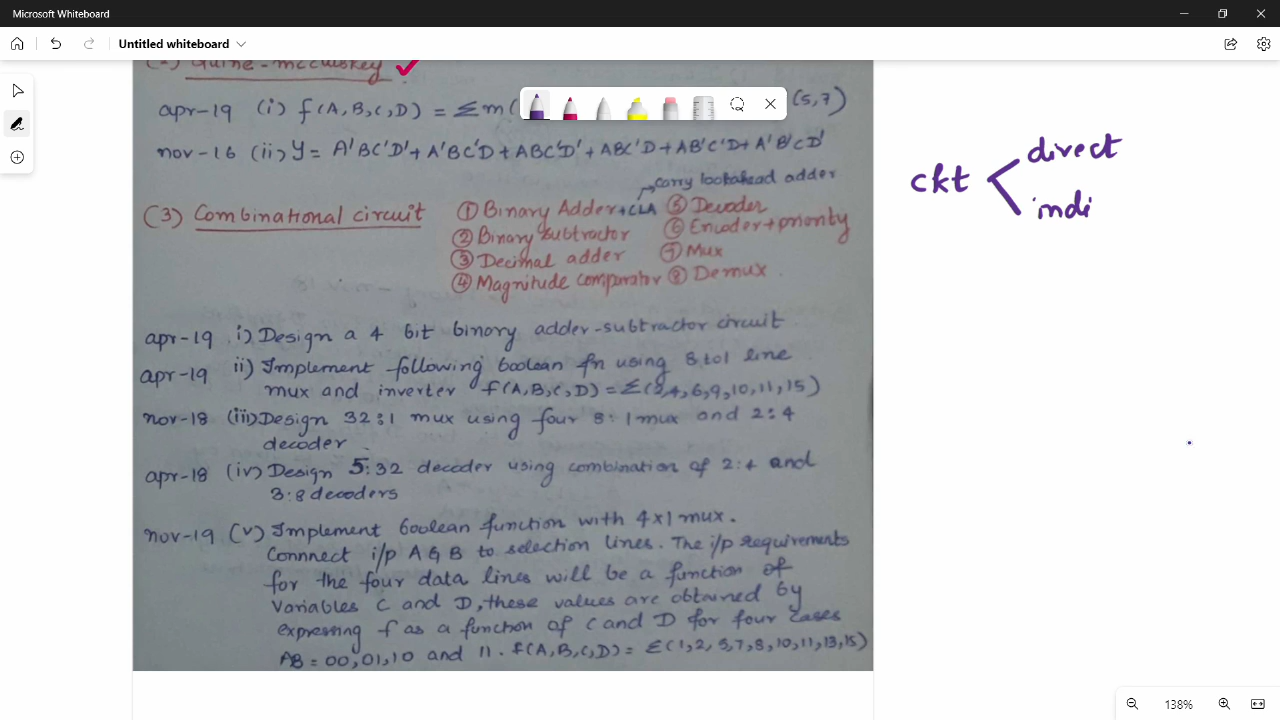 Microsoft Whiteboard
Untitled whiteboard
(2) Quine-mccluskey
apr-19 (i) f(A,B,C,D) = Σm( (5,7)
nov-16 (ii) Y = A'BC'D' + A'BC'D + ABC'D' + ABC'D + AB'C'D + A'B'CD'
carry lookahead adder
(3) Combinational circuit
① Binary Adder + CLA
② Binary subtractor
③ Decimal adder
④ Magnitude comparator
⑤ Decoder
⑥ Encoder + priority
⑦ Mux
⑧ Demux
apr-19 i) Design a 4 bit binary adder-subtractor circuit
apr-19 ii) Implement following boolean fn using 8 to 1 line
mux and inverter f(A,B,C,D) = Σ(2,4,6,9,10,11,15)
nov-18 (iii) Design 32:1 mux using four 8:1 mux and 2:4
decoder
apr-18 (iv) Design 5:32 decoder using combination of 2:4 and
3:8 decoders
nov-19 (v) Implement boolean function with 4x1 mux.
Connnect i/p A & B to selection lines. The i/p requirements
for the four data lines will be a function of
variables C and D, these values are obtained by
expressing f as a function of C and D for four cases
AB = 00,01,10 and 11. f(A,B,C,D) = Σ(1,2, 7,8,10,11,13,15)
ckt
direct
indi
138%